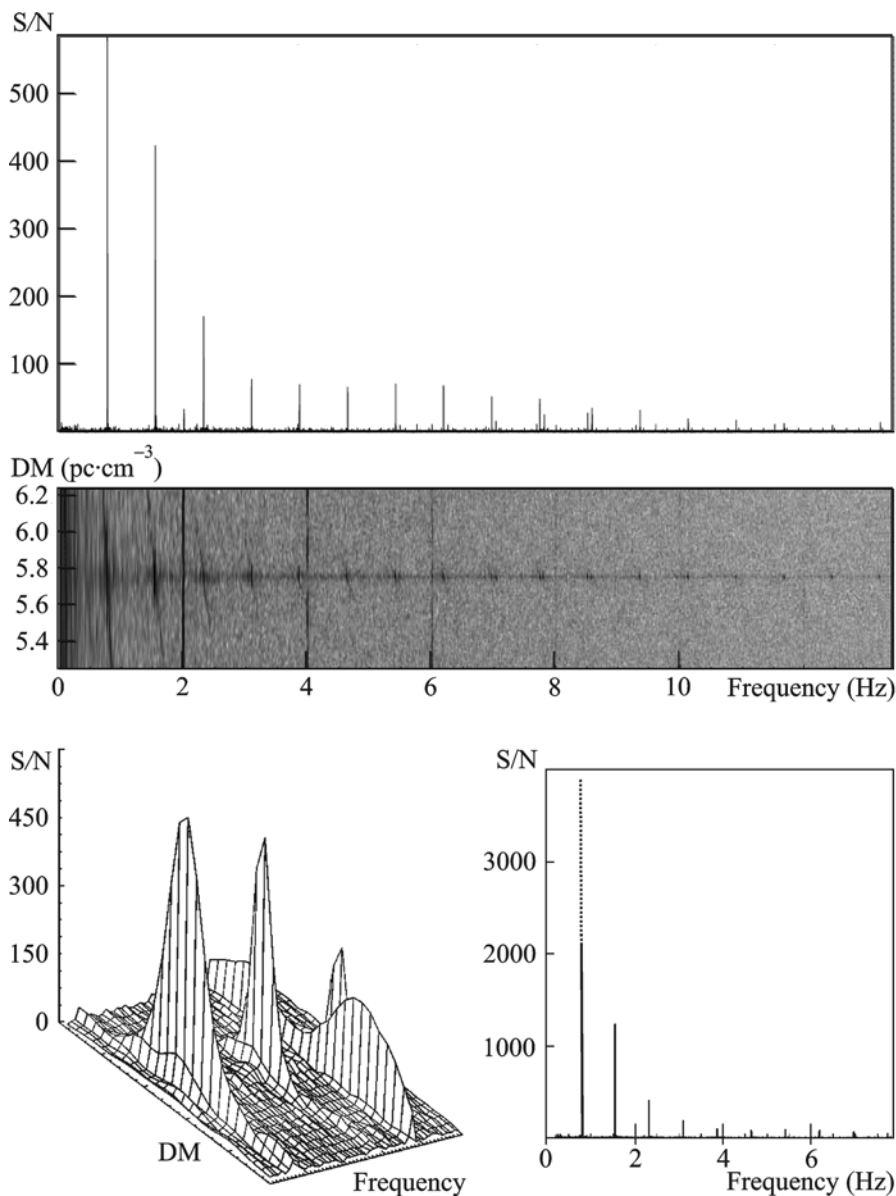 S/N
500
400
300
200
100
DM (pc·cm⁻³)
6.2
6.0
5.8
5.6
5.4
0 2 4 6 8 10 Frequency (Hz)
S/N
450
300
150
0
DM
Frequency
S/N
3000
2000
1000
0 2 4 6
Frequency (Hz)